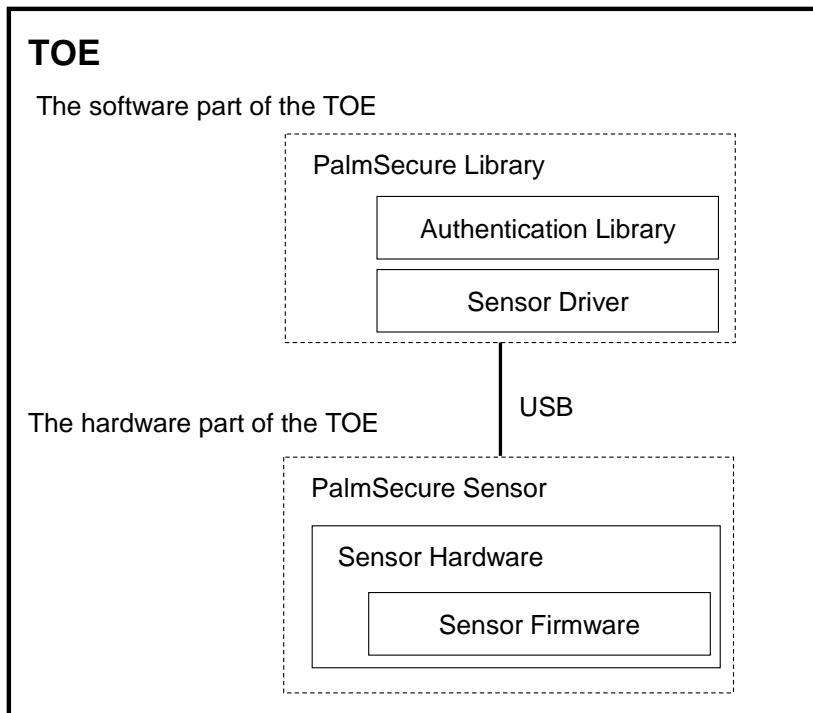 TOE
The software part of the TOE
PalmSecure Library
Authentication Library
Sensor Driver
USB
The hardware part of the TOE
PalmSecure Sensor
Sensor Hardware
Sensor Firmware